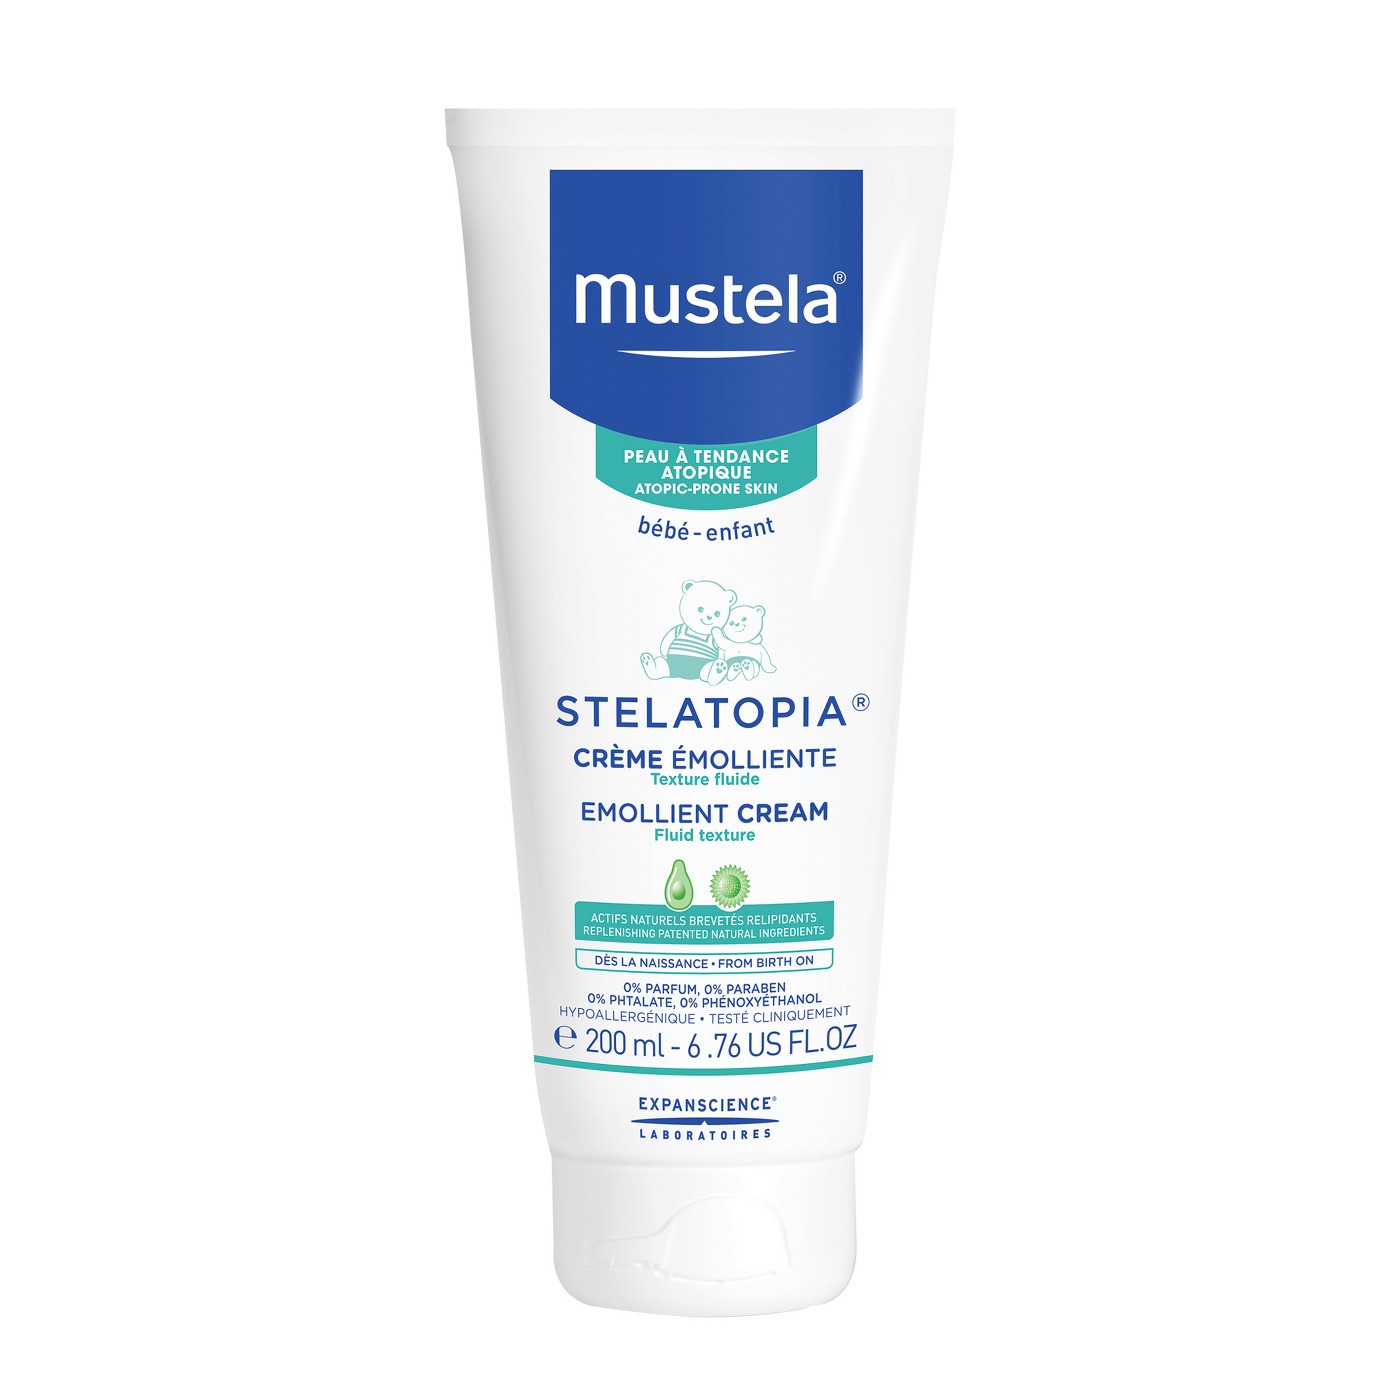 mustela®
PEAU À TENDANCE
ATOPIQUE
ATOPIC-PRONE SKIN
bébé - enfant
STELATOPIA®
CRÈME ÉMOLLIENTE
Texture fluide
EMOLLIENT CREAM
Fluid texture
ACTIFS NATURELS BREVETÉS RELIPIDANTS
REPLENISHING PATENTED NATURAL INGREDIENTS
DÈS LA NAISSANCE • FROM BIRTH ON
0% PARFUM, 0% PARABEN
0% PHTALATE, 0% PHÉNOXYÉTHANOL
HYPOALLERGÉNIQUE • TESTÉ CLINIQUEMENT
℮ 200 ml - 6.76 US FL.OZ
EXPANSCIENCE®
LABORATOIRES